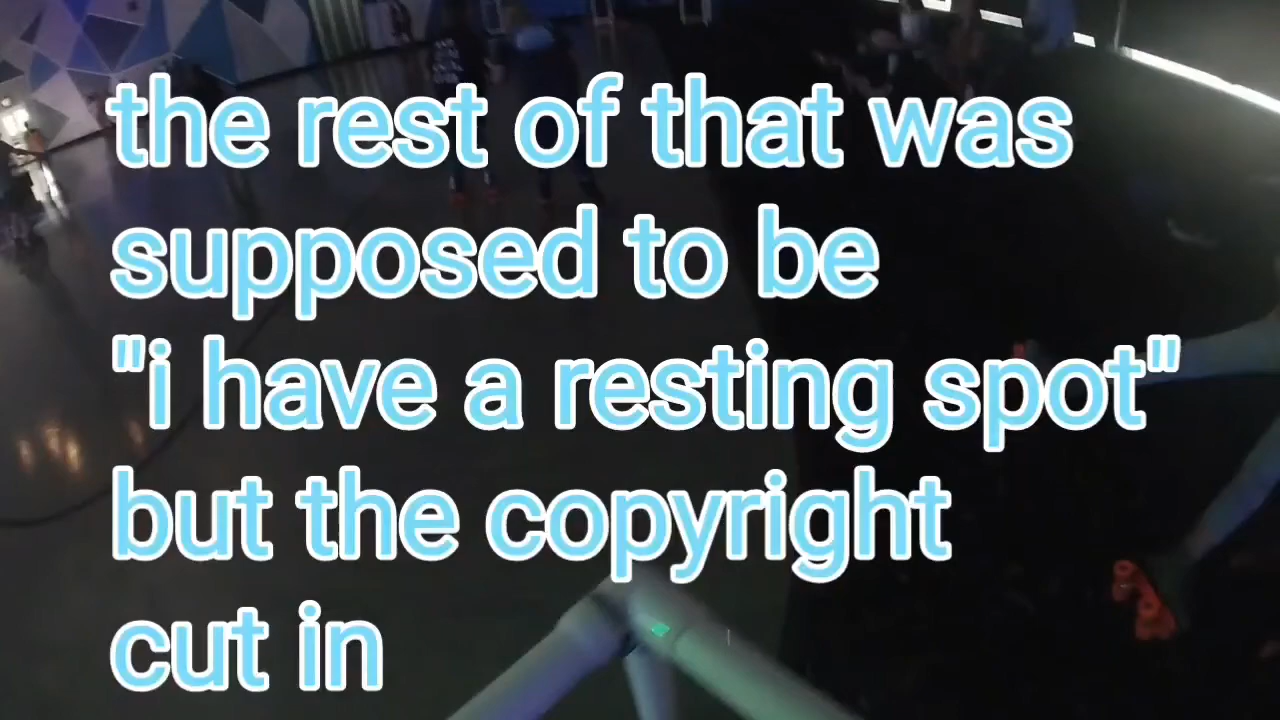 the rest of that was
supposed to be
"i have a resting spot"
but the copyright
cut in